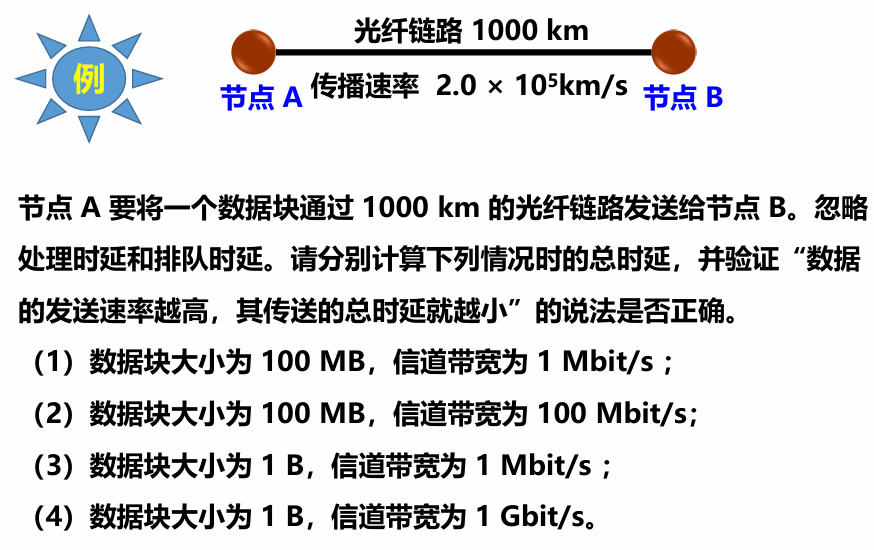 光纤链路 1000 km
例
传播速率 2.0 × 10⁵km/s
节点 A
节点 B
节点 A 要将一个数据块通过 1000 km 的光纤链路发送给节点 B。忽略
处理时延和排队时延。请分别计算下列情况时的总时延，并验证“数据
的发送速率越高，其传送的总时延就越小”的说法是否正确。
（1）数据块大小为 100 MB，信道带宽为 1 Mbit/s ；
（2）数据块大小为 100 MB，信道带宽为 100 Mbit/s；
（3）数据块大小为 1 B，信道带宽为 1 Mbit/s ；
（4）数据块大小为 1 B，信道带宽为 1 Gbit/s。